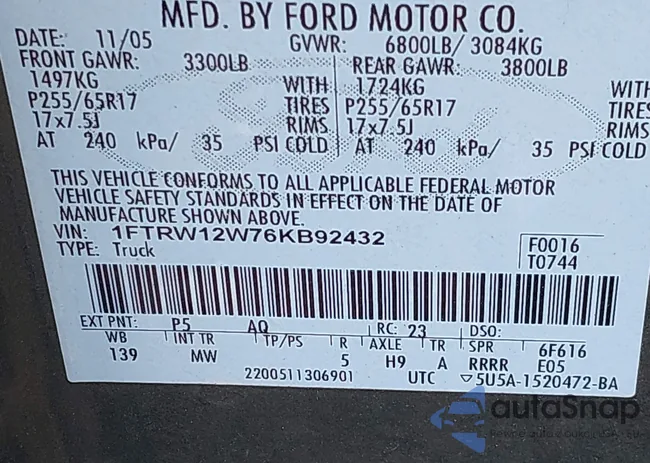 MFD. BY FORD MOTOR CO.
DATE: 11/05 GVWR: 6800LB/ 3084KG
FRONT GAWR: 3300LB REAR GAWR: 3800LB
1497KG WITH 1724KG WITH
P255/65R17 TIRES P255/65R17 TIRES
17x7.5J RIMS 17x7.5J RIMS
AT 240 kPa/ 35 PSI COLD AT 240 kPa/ 35 PSI COLD
THIS VEHICLE CONFORMS TO ALL APPLICABLE FEDERAL MOTOR
VEHICLE SAFETY STANDARDS IN EFFECT ON THE DATE OF
MANUFACTURE SHOWN ABOVE.
VIN: 1FTRW12W76KB92432 F0016
TYPE: Truck T0744
EXT PNT: P5 AQ RC: 23 DSO:
WB INT TR TP/PS R AXLE TR SPR 6F616
139 MW 5 H9 A RRRR E05
2200511306901 UTC ▽5U5A-1520472-BA
autoSnap